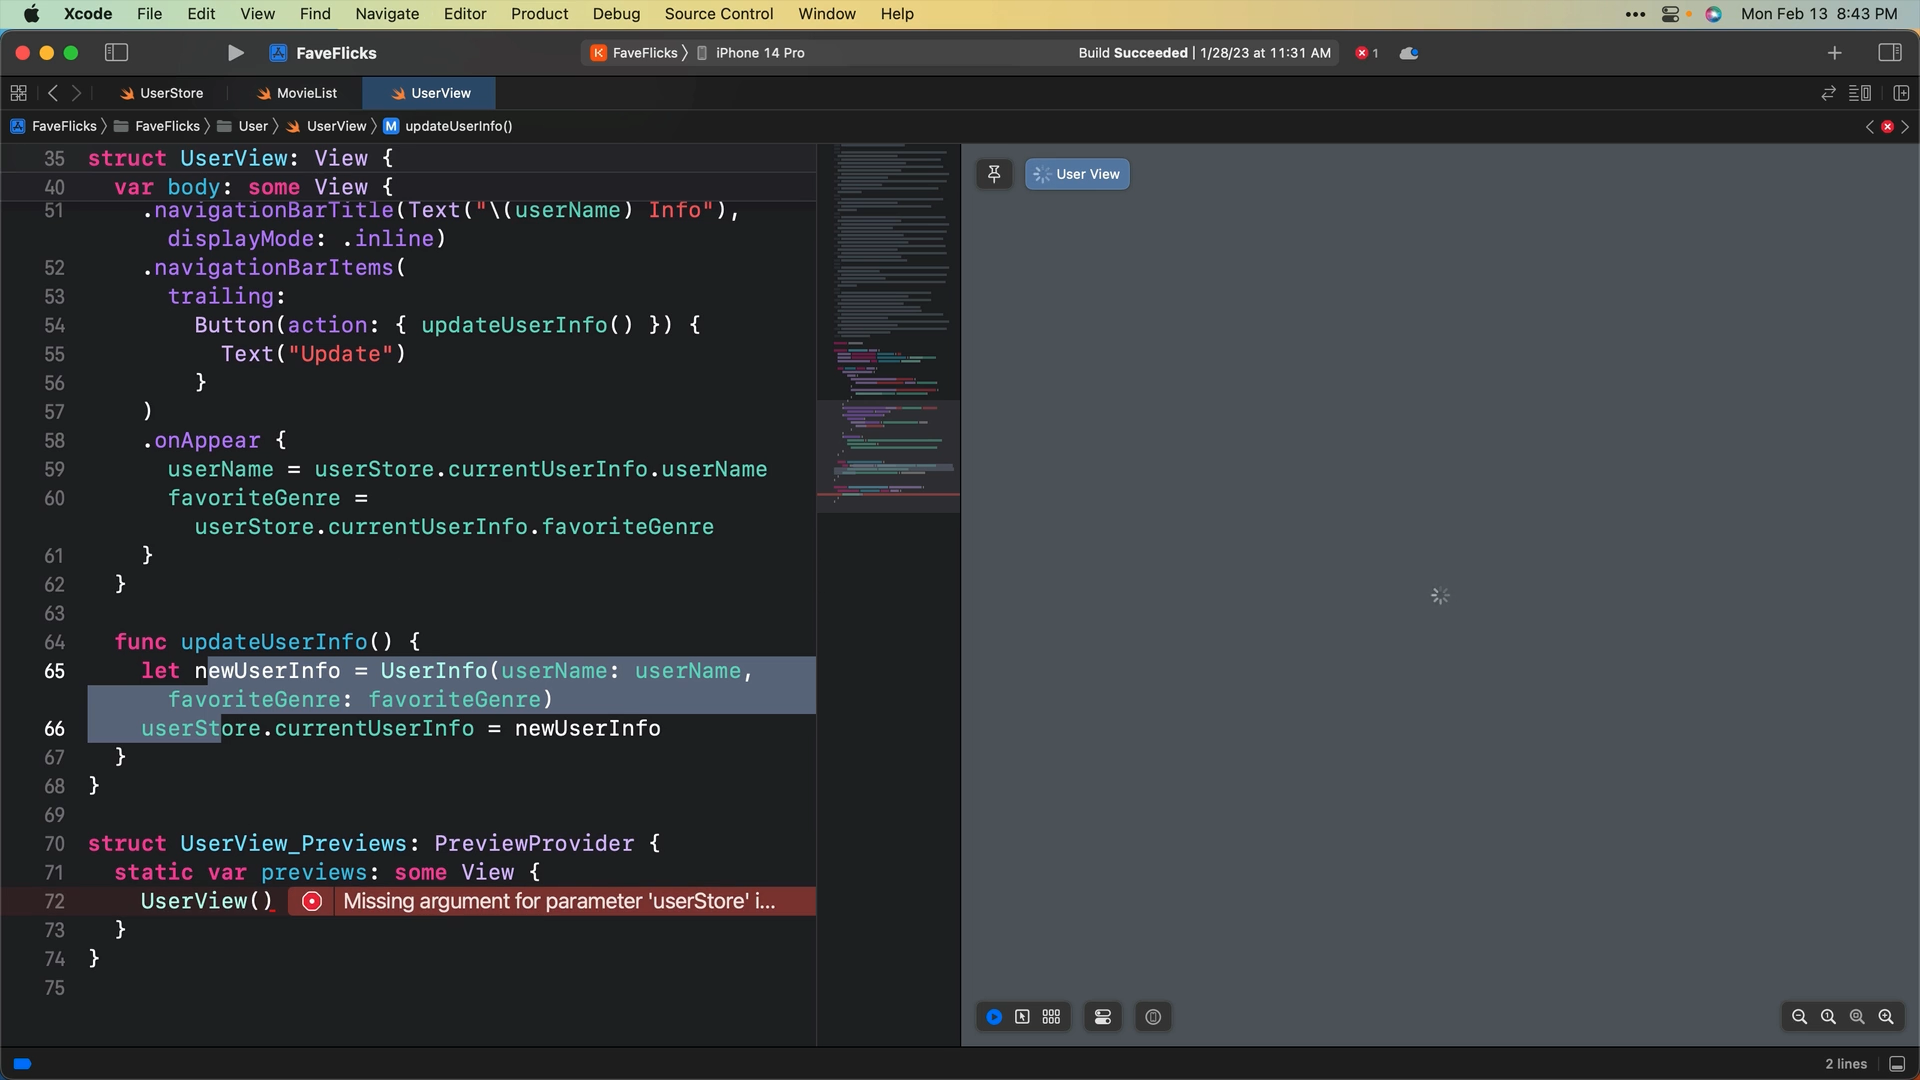 Xcode File Edit View Find Navigate Editor Product Debug Source Control Window Help Mon Feb 13 8:43 PM
FaveFlicks FaveFlicks iPhone 14 Pro Build Succeeded | 1/28/23 at 11:31 AM 1
UserStore MovieList UserView
FaveFlicks FaveFlicks User UserView M updateUserInfo()
35 struct UserView: View {
40 var body: some View {
51 .navigationBarTitle(Text("\(userName) Info"),
displayMode: .inline)
52 .navigationBarItems(
53 trailing:
54 Button(action: { updateUserInfo() }) {
55 Text("Update")
56 }
57 )
58 .onAppear {
59 userName = userStore.currentUserInfo.userName
60 favoriteGenre =
userStore.currentUserInfo.favoriteGenre
61 }
62 }
63
64 func updateUserInfo() {
65 let newUserInfo = UserInfo(userName: userName,
favoriteGenre: favoriteGenre)
66 userStore.currentUserInfo = newUserInfo
67 }
68 }
69
70 struct UserView_Previews: PreviewProvider {
71 static var previews: some View {
72 UserView() Missing argument for parameter 'userStore' i...
73 }
74 }
75
User View
2 lines